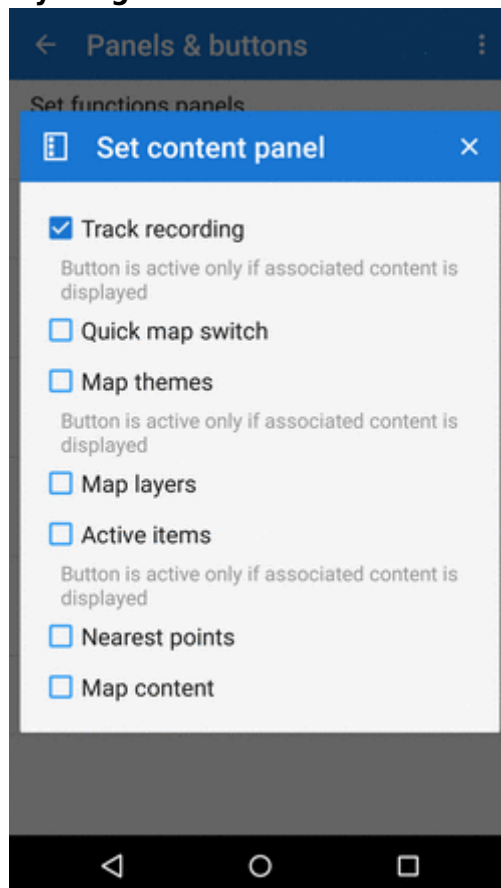 Panels & buttons
Set functions panels
Set content panel
Track recording
Button is active only if associated content is
displayed
Quick map switch
Map themes
Button is active only if associated content is
displayed
Map layers
Active items
Button is active only if associated content is
displayed
Nearest points
Map content